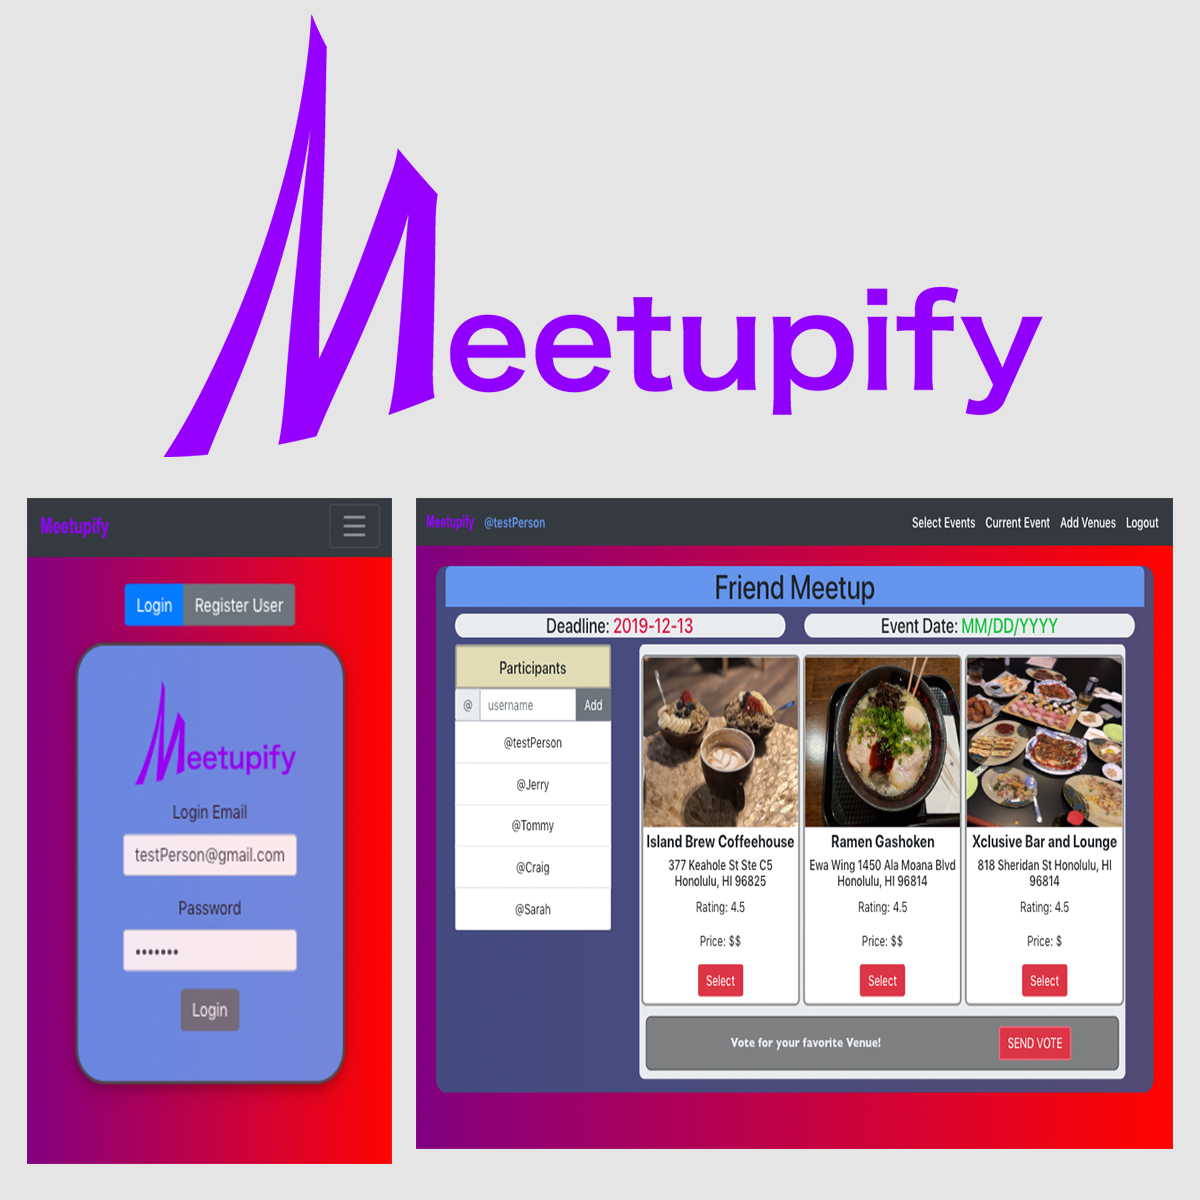 Meetupify
Meetupify
Login Register User
Meetupify
Login Email
testPerson@gmail.com
Password
•••••••
Login
Meetupify @testPerson Select Events Current Event Add Venues Logout
Friend Meetup
Deadline: 2019-12-13 Event Date: MM/DD/YYYY
Participants
@ username Add
@testPerson
@Jerry
@Tommy
@Craig
@Sarah
Island Brew Coffeehouse
377 Keahole St Ste C5
Honolulu, HI 96825
Rating: 4.5
Price: $$
Select
Ramen Gashoken
Ewa Wing 1450 Ala Moana Blvd
Honolulu, HI 96814
Rating: 4.5
Price: $$
Select
Xclusive Bar and Lounge
818 Sheridan St Honolulu, HI
96814
Rating: 4.5
Price: $
Select
Vote for your favorite Venue! SEND VOTE